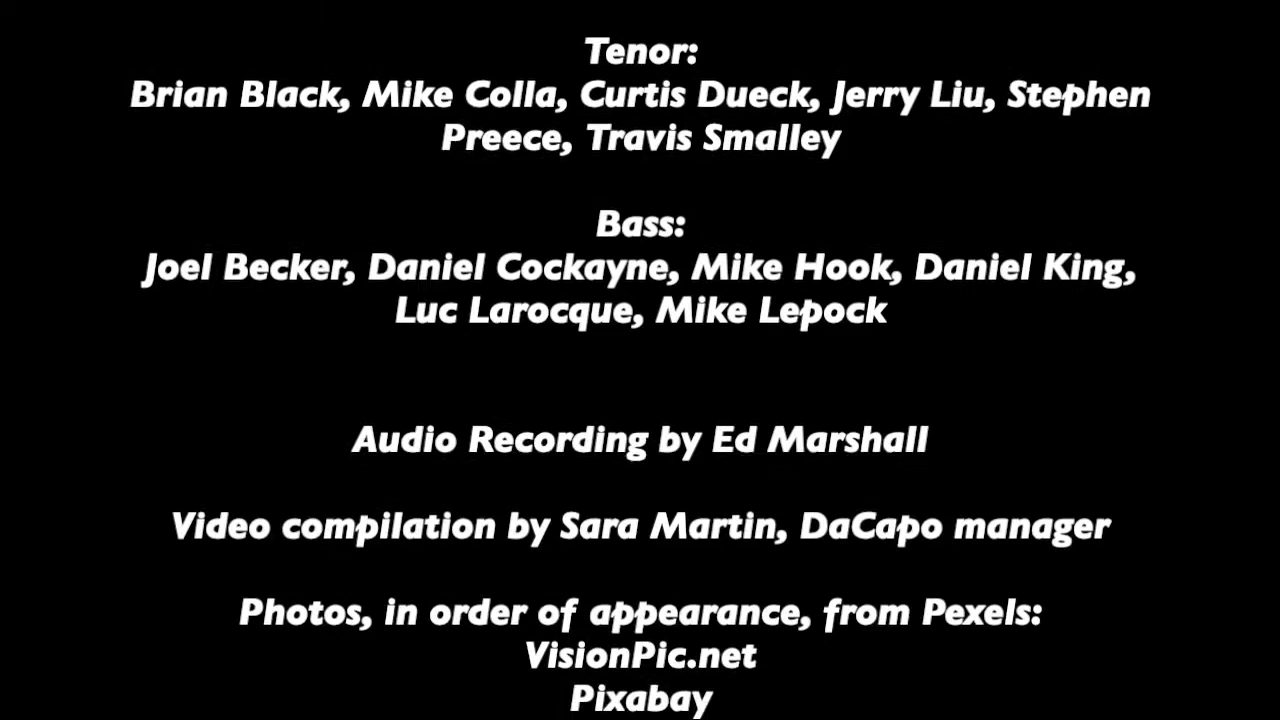 Tenor:
Brian Black, Mike Colla, Curtis Dueck, Jerry Liu, Stephen
Preece, Travis Smalley
Bass:
Joel Becker, Daniel Cockayne, Mike Hook, Daniel King,
Luc Larocque, Mike Lepock
Audio Recording by Ed Marshall
Video compilation by Sara Martin, DaCapo manager
Photos, in order of appearance, from Pexels:
VisionPic.net
Pixabay